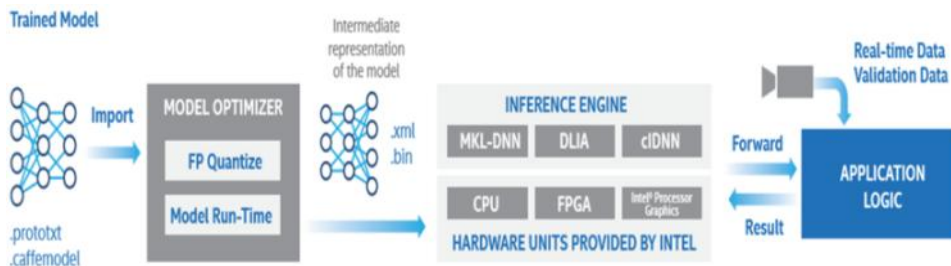 Trained Model
Import
.prototxt
.caffemodel
MODEL OPTIMIZER
FP Quantize
Model Run-Time
Intermediate
representation
of the model
.xml
.bin
INFERENCE ENGINE
MKL-DNN
DLIA
clDNN
CPU
FPGA
Intel® Processor
Graphics
HARDWARE UNITS PROVIDED BY INTEL
Forward
Result
Real-time Data
Validation Data
APPLICATION
LOGIC